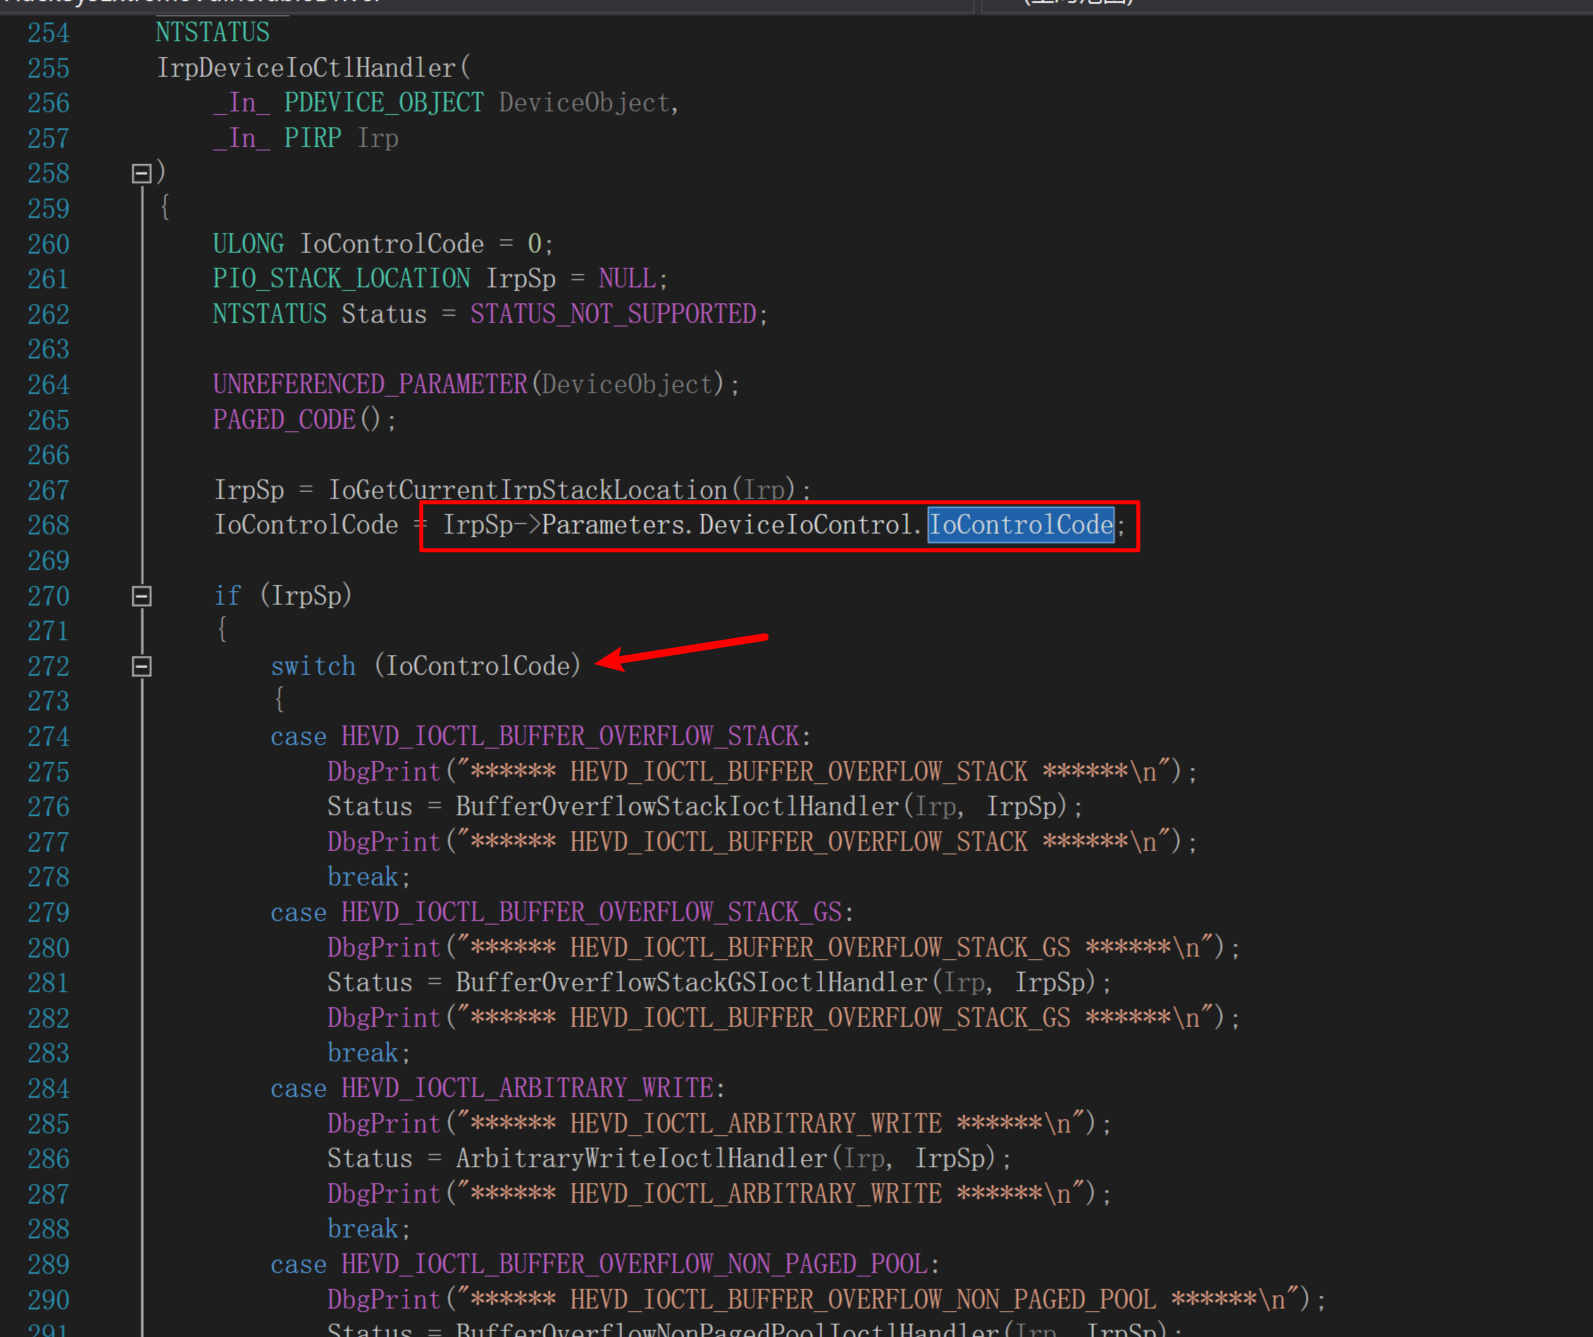 254 NTSTATUS
255 IrpDeviceIoCtlHandler(
256 _In_ PDEVICE_OBJECT DeviceObject,
257 _In_ PIRP Irp
258 )
259 {
260 ULONG IoControlCode = 0;
261 PIO_STACK_LOCATION IrpSp = NULL;
262 NTSTATUS Status = STATUS_NOT_SUPPORTED;
263
264 UNREFERENCED_PARAMETER(DeviceObject);
265 PAGED_CODE();
266
267 IrpSp = IoGetCurrentIrpStackLocation(Irp);
268 IoControlCode = IrpSp->Parameters.DeviceIoControl.IoControlCode;
269
270 if (IrpSp)
271 {
272 switch (IoControlCode)
273 {
274 case HEVD_IOCTL_BUFFER_OVERFLOW_STACK:
275 DbgPrint("****** HEVD_IOCTL_BUFFER_OVERFLOW_STACK ******\n");
276 Status = BufferOverflowStackIoctlHandler(Irp, IrpSp);
277 DbgPrint("****** HEVD_IOCTL_BUFFER_OVERFLOW_STACK ******\n");
278 break;
279 case HEVD_IOCTL_BUFFER_OVERFLOW_STACK_GS:
280 DbgPrint("****** HEVD_IOCTL_BUFFER_OVERFLOW_STACK_GS ******\n");
281 Status = BufferOverflowStackGSIoctlHandler(Irp, IrpSp);
282 DbgPrint("****** HEVD_IOCTL_BUFFER_OVERFLOW_STACK_GS ******\n");
283 break;
284 case HEVD_IOCTL_ARBITRARY_WRITE:
285 DbgPrint("****** HEVD_IOCTL_ARBITRARY_WRITE ******\n");
286 Status = ArbitraryWriteIoctlHandler(Irp, IrpSp);
287 DbgPrint("****** HEVD_IOCTL_ARBITRARY_WRITE ******\n");
288 break;
289 case HEVD_IOCTL_BUFFER_OVERFLOW_NON_PAGED_POOL:
290 DbgPrint("****** HEVD_IOCTL_BUFFER_OVERFLOW_NON_PAGED_POOL ******\n");
291 Status = BufferOverflowNonPagedPoolIoctlHandler(Irp, IrpSp);